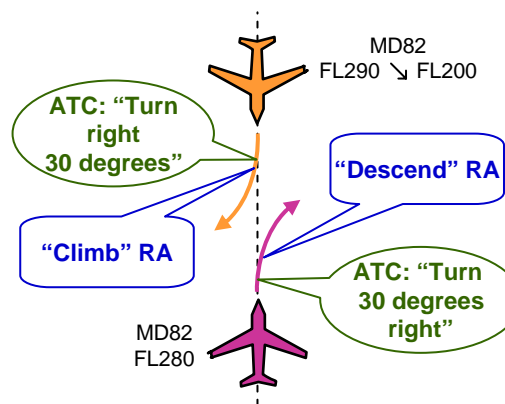 MD82
FL290 ↘ FL200
ATC: “Turn
right
30 degrees”
“Descend” RA
“Climb” RA
ATC: “Turn
30 degrees
right”
MD82
FL280